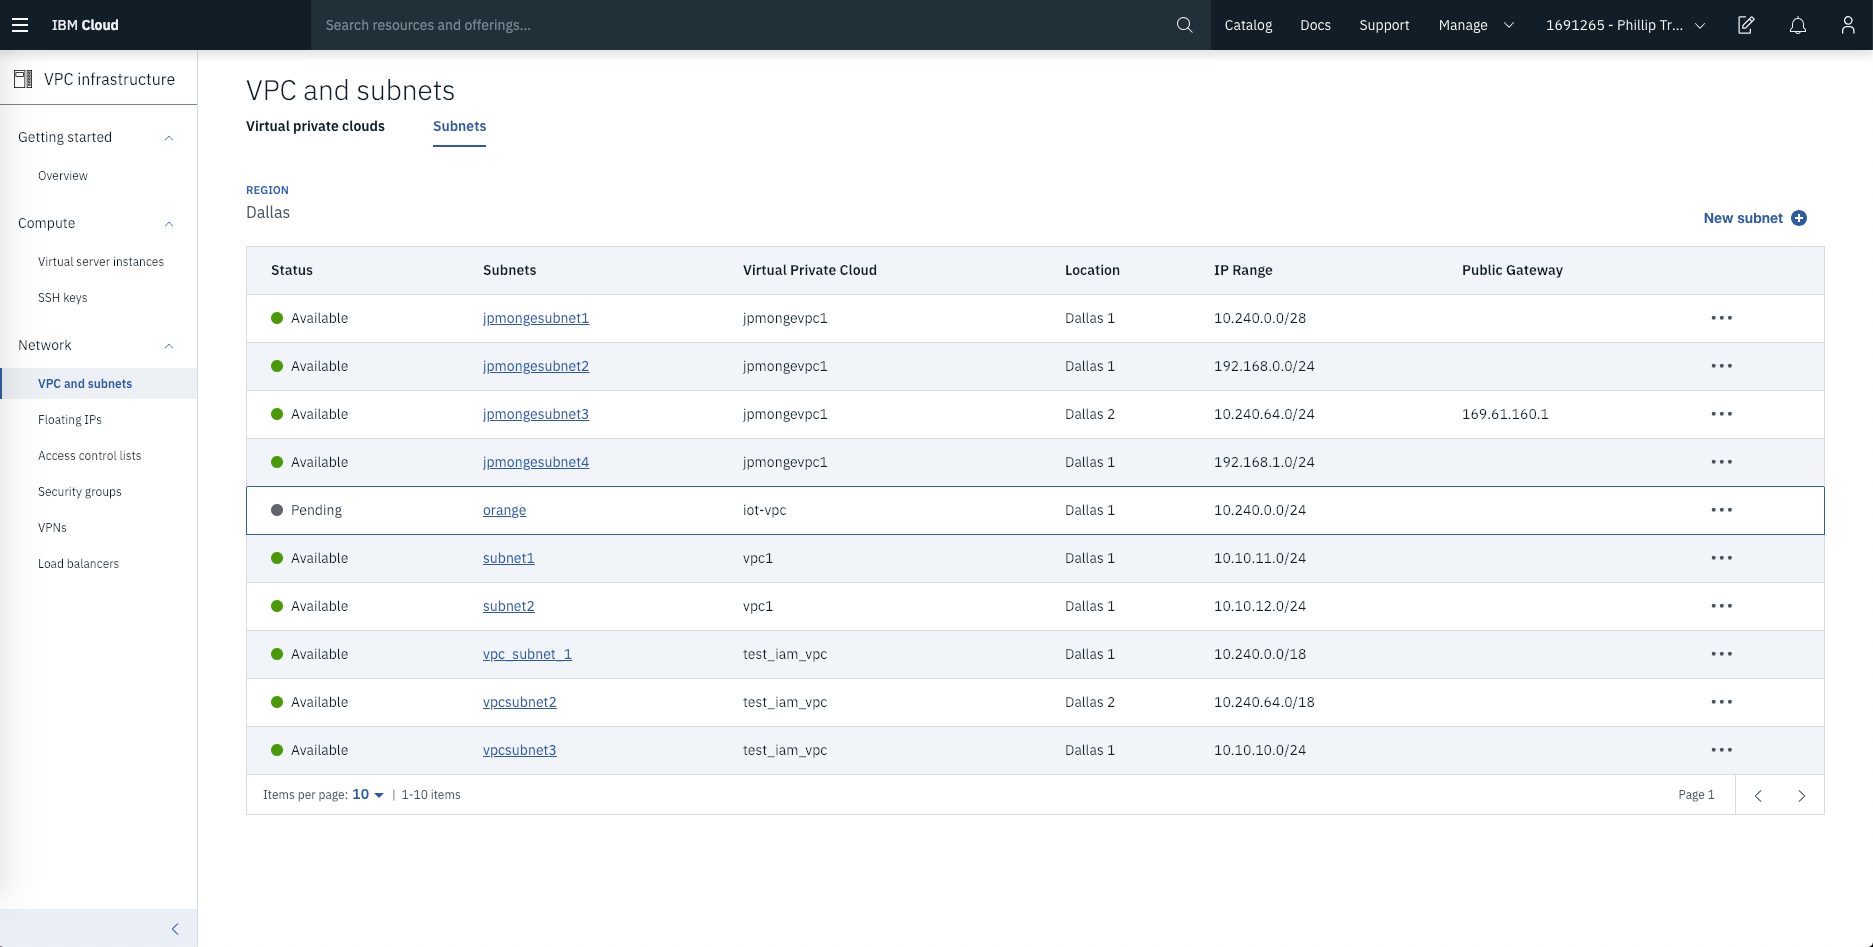 IBM Cloud Search resources and offerings... Catalog Docs Support Manage 1691265 - Phillip Tr...
VPC infrastructure
Getting started
Overview
Compute
Virtual server instances
SSH keys
Network
VPC and subnets
Floating IPs
Access control lists
Security groups
VPNs
Load balancers
VPC and subnets
Virtual private clouds Subnets
REGION
Dallas
New subnet
Status Subnets Virtual Private Cloud Location IP Range Public Gateway
Available jpmongesubnet1 jpmongevpc1 Dallas 1 10.240.0.0/28
Available jpmongesubnet2 jpmongevpc1 Dallas 1 192.168.0.0/24
Available jpmongesubnet3 jpmongevpc1 Dallas 2 10.240.64.0/24 169.61.160.1
Available jpmongesubnet4 jpmongevpc1 Dallas 1 192.168.1.0/24
Pending orange iot-vpc Dallas 1 10.240.0.0/24
Available subnet1 vpc1 Dallas 1 10.10.11.0/24
Available subnet2 vpc1 Dallas 1 10.10.12.0/24
Available vpc_subnet_1 test_iam_vpc Dallas 1 10.240.0.0/18
Available vpcsubnet2 test_iam_vpc Dallas 2 10.240.64.0/18
Available vpcsubnet3 test_iam_vpc Dallas 1 10.10.10.0/24
Items per page: 10 | 1-10 items Page 1